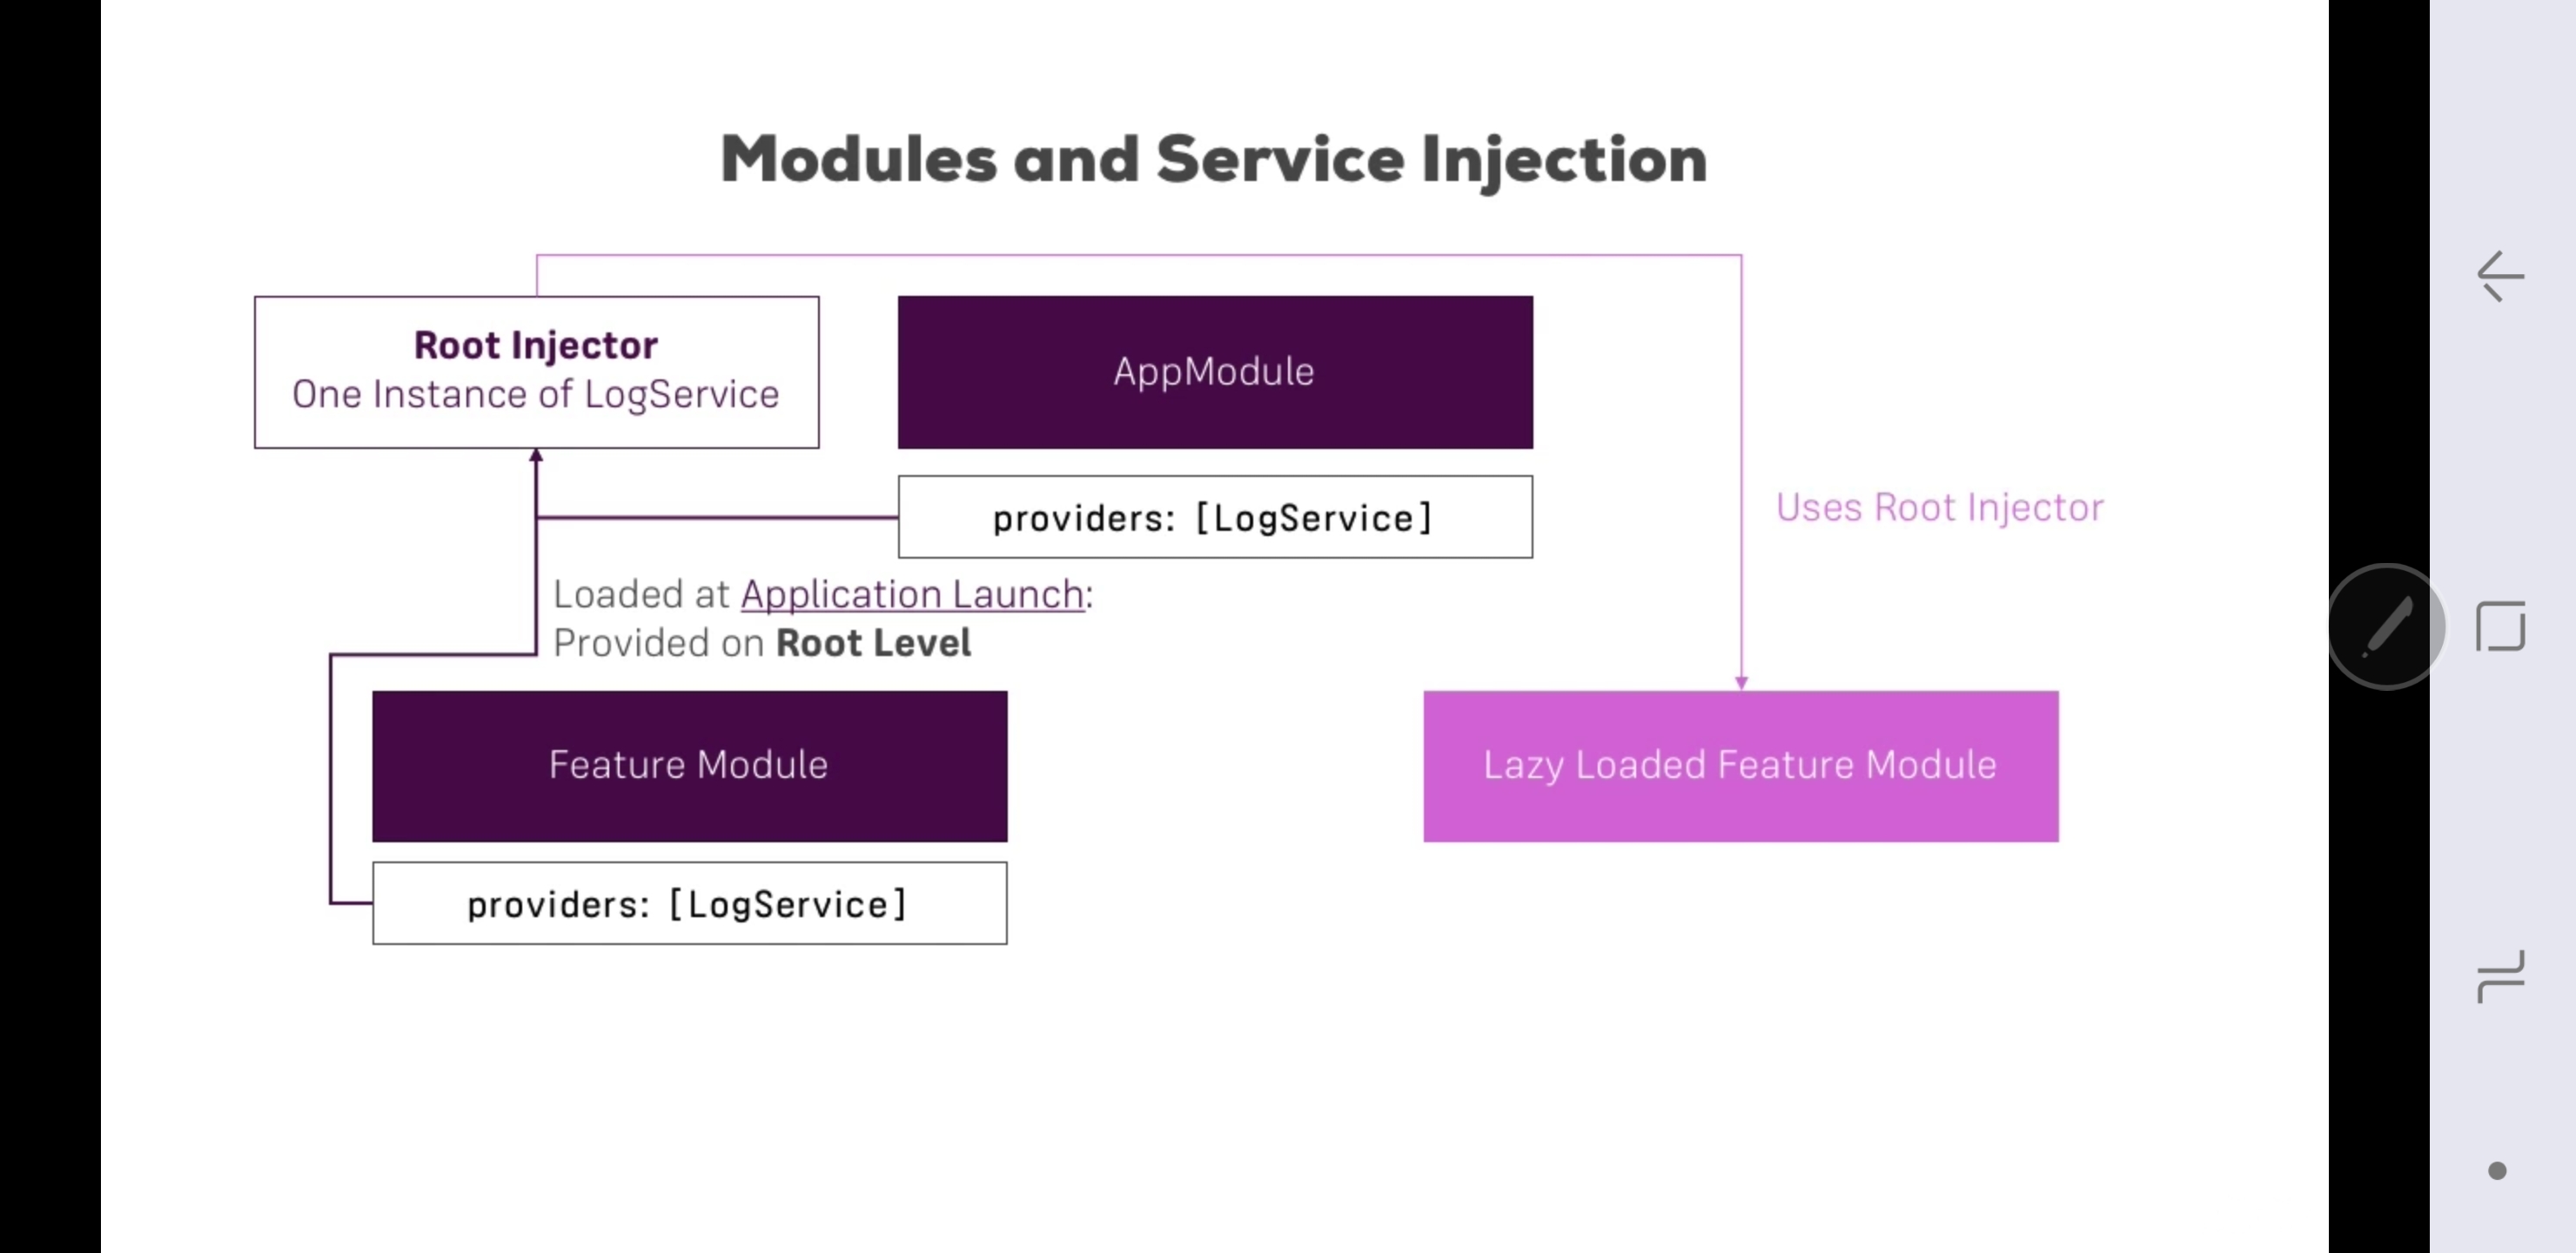 Modules and Service Injection
Root Injector
One Instance of LogService
AppModule
providers: [LogService]
Uses Root Injector
Loaded at Application Launch:
Provided on Root Level
Feature Module
Lazy Loaded Feature Module
providers: [LogService]